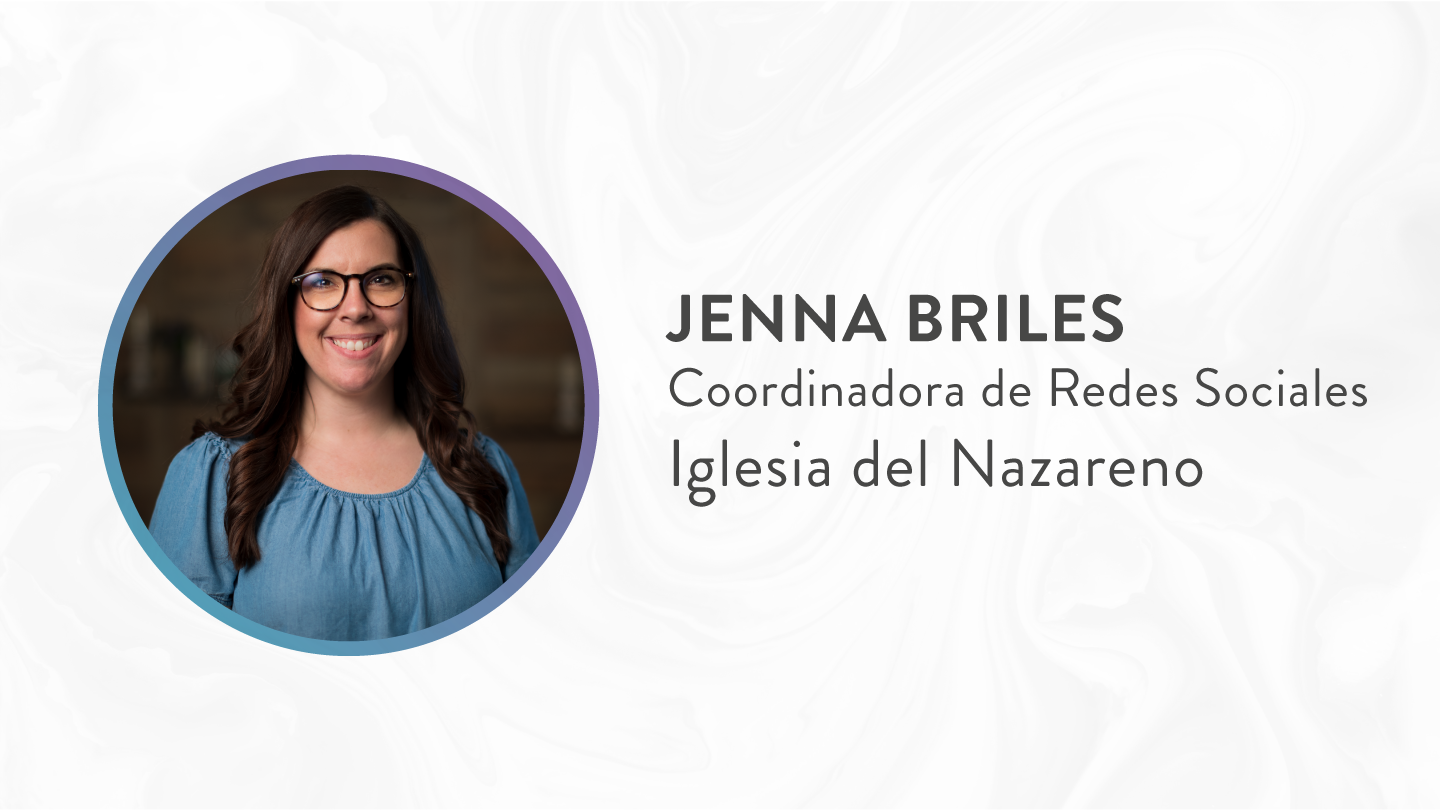 JENNA BRILES
Coordinadora de Redes Sociales
Iglesia del Nazareno